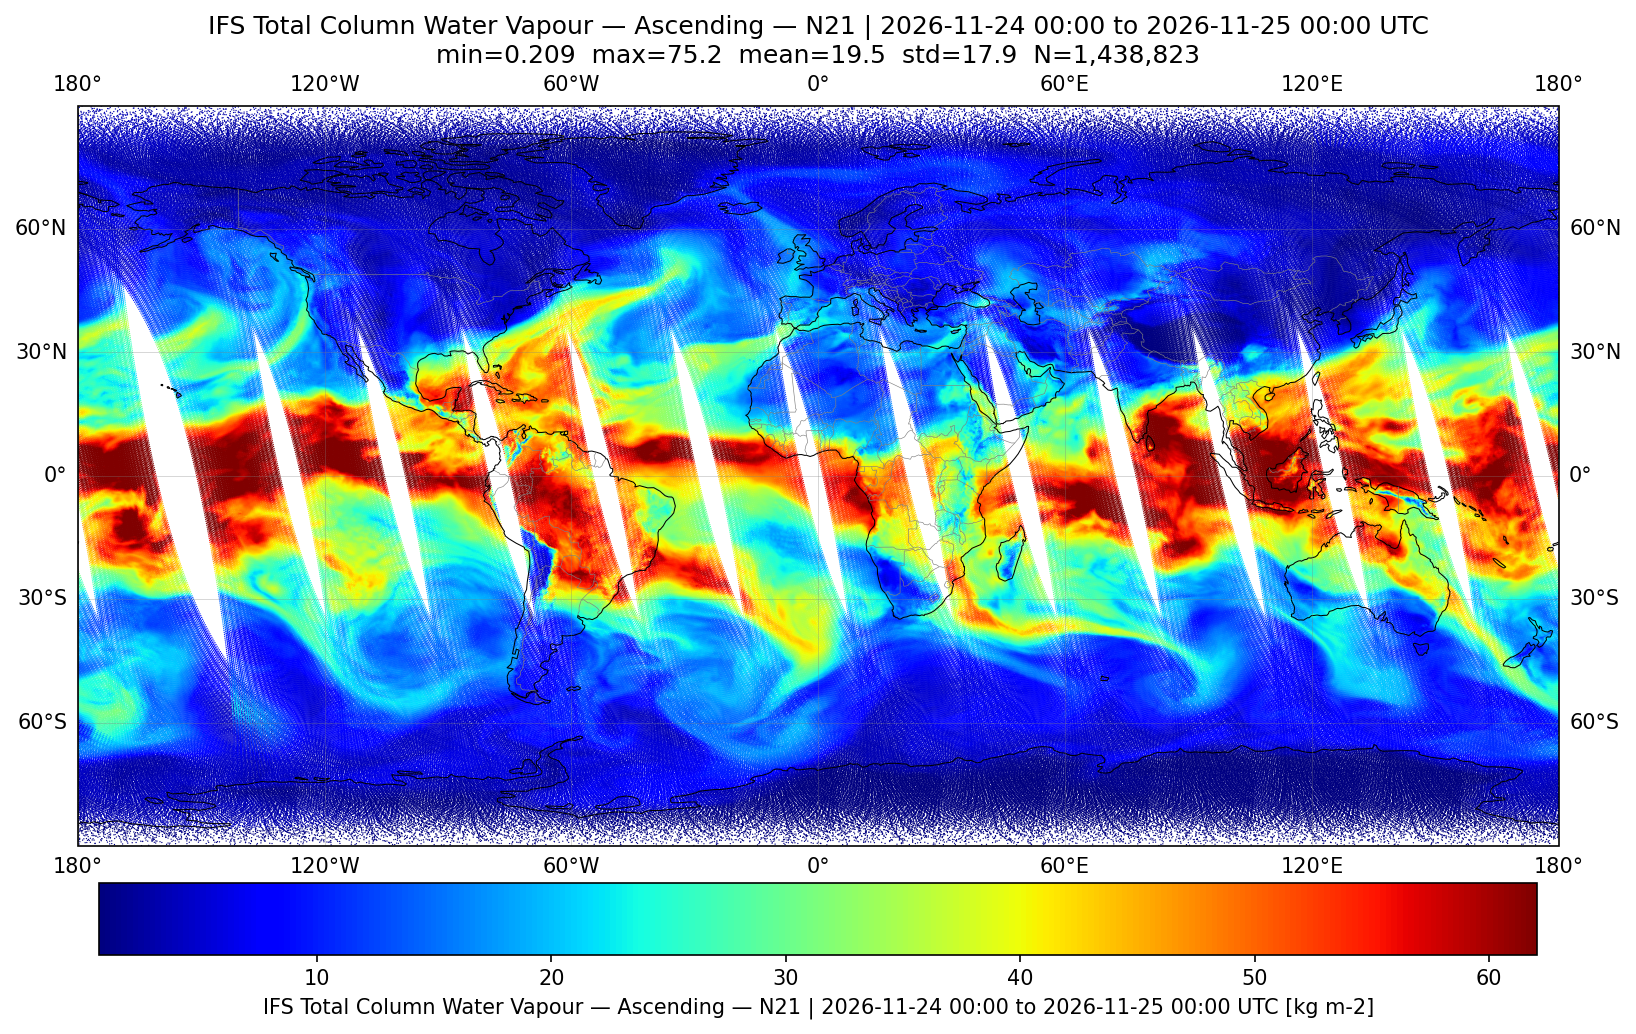 IFS Total Column Water Vapour — Ascending — N21 | 2026-11-24 00:00 to 2026-11-25 00:00 UTC
min=0.209  max=75.2  mean=19.5  std=17.9  N=1,438,823
180° 120°W 60°W 0° 60°E 120°E 180°
60°N 60°N
30°N 30°N
0° 0°
30°S 30°S
60°S 60°S
180° 120°W 60°W 0° 60°E 120°E 180°
10 20 30 40 50 60
IFS Total Column Water Vapour — Ascending — N21 | 2026-11-24 00:00 to 2026-11-25 00:00 UTC [kg m-2]